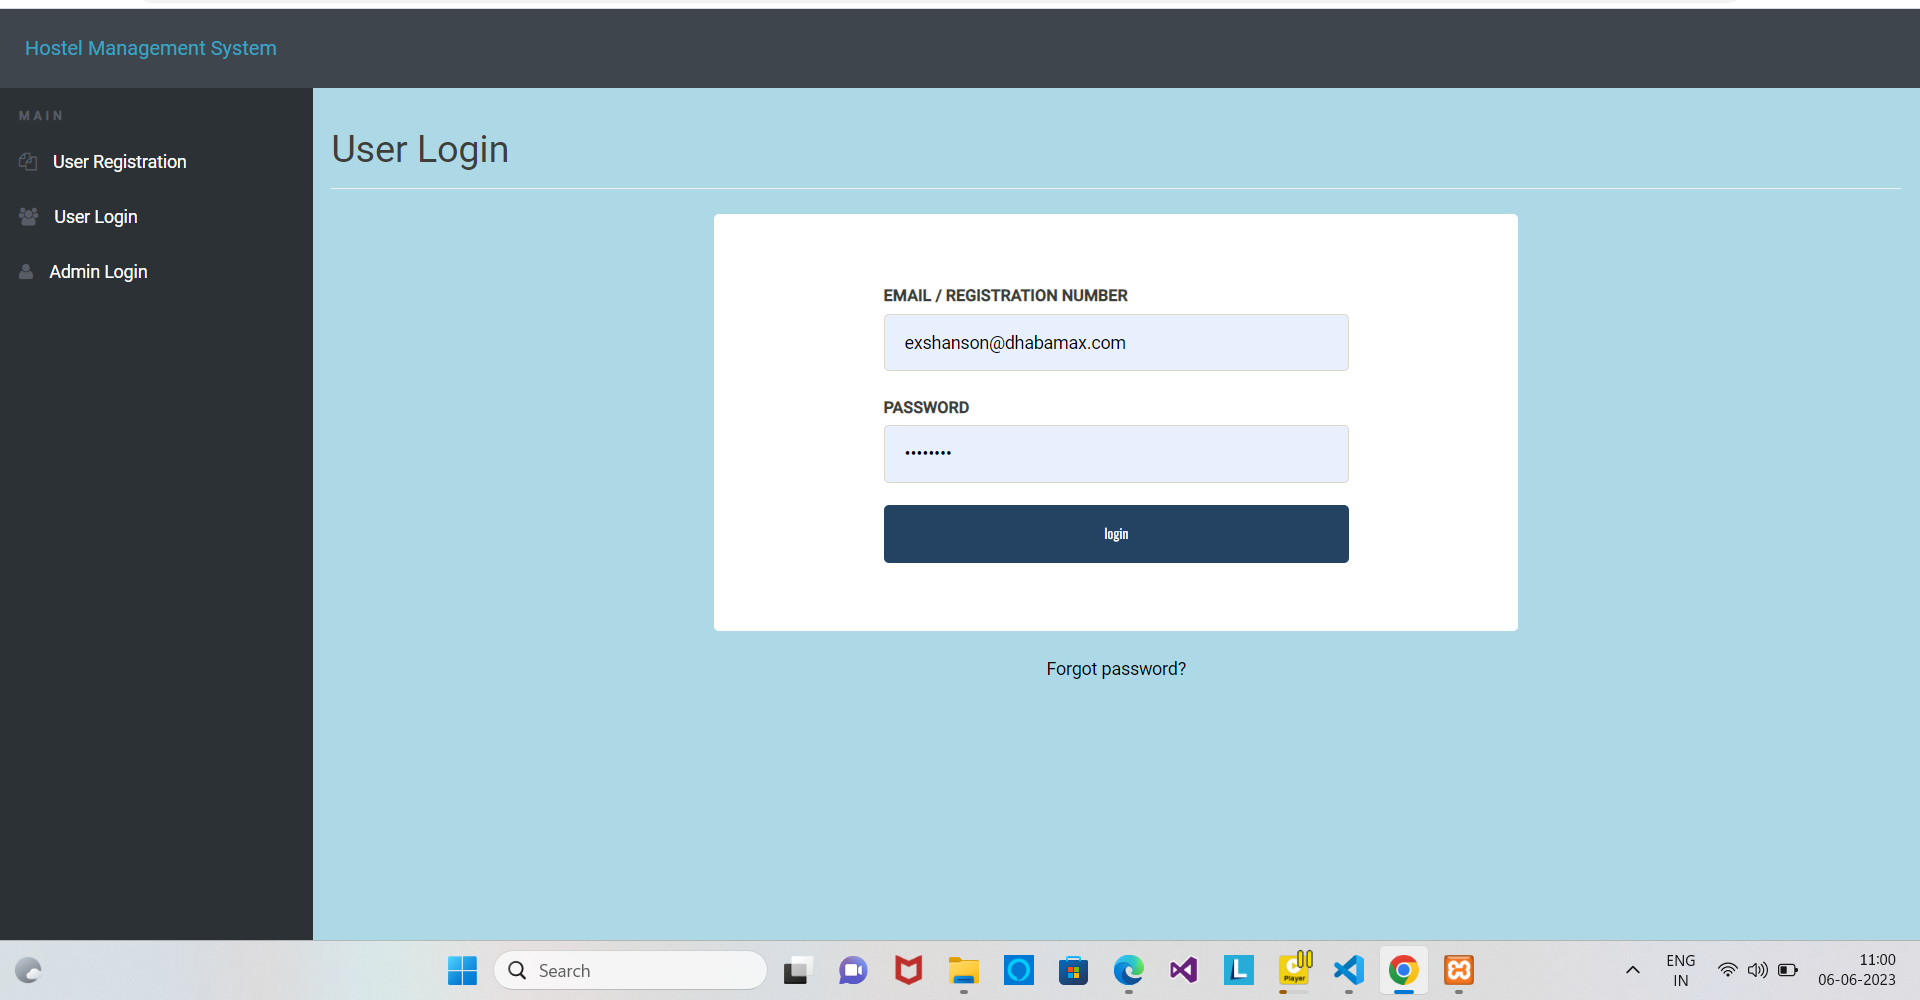 Hostel Management System
MAIN
User Registration
User Login
Admin Login
User Login
EMAIL / REGISTRATION NUMBER
exshanson@dhabamax.com
PASSWORD
••••••••
login
Forgot password?
Search
L
Player
ENG
IN
11:00
06-06-2023